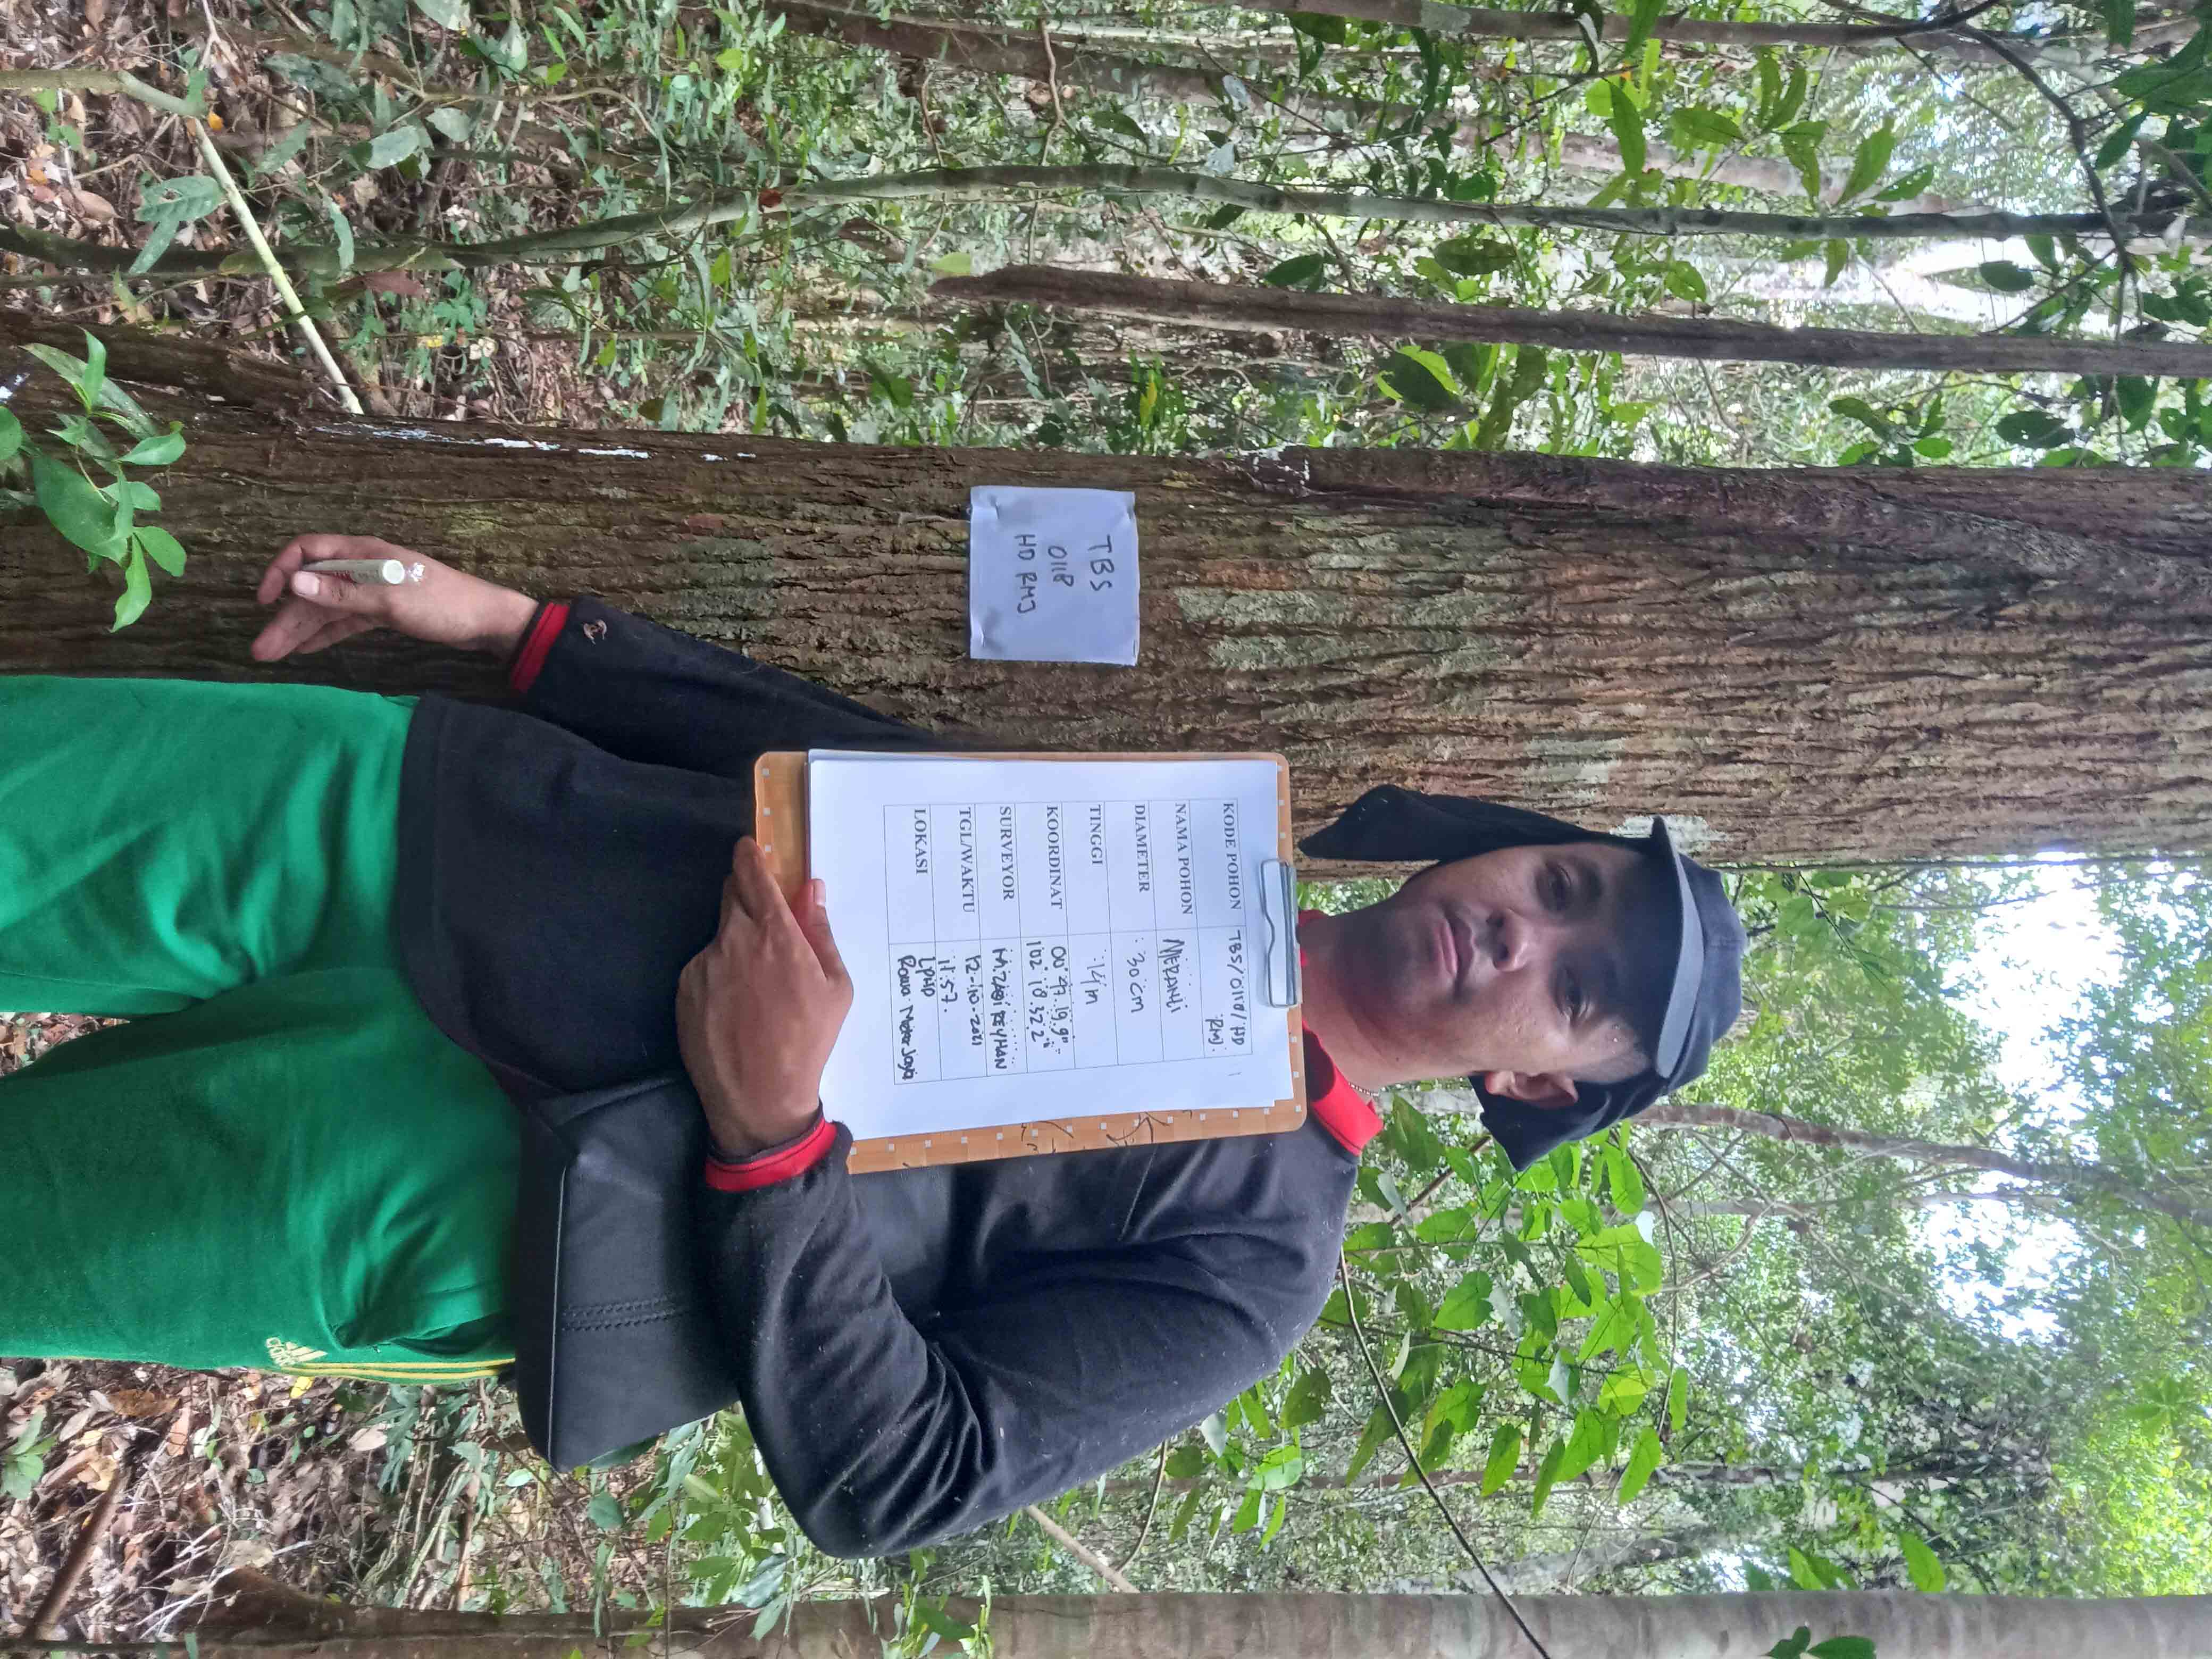 TBS
0118
HD RMJ
KODE POHON TBS/0118/HD
RMJ.
NAMA POHON MERANTI
DIAMETER 30 cm
TINGGI 14 m
KOORDINAT 00° 47. 19.9"
102° 18. 32.2"
SURVEYOR M. ZABI REYHAN
TGL/WAKTU 12-10-2021
11.57.
LOKASI LPHD
Rawa Mekar Jaya
adidas